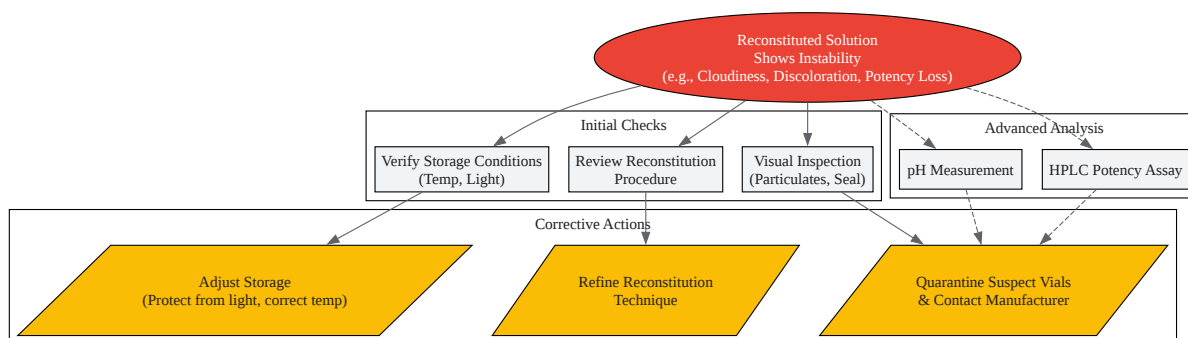 Reconstituted Solution
Shows Instability
(e.g., Cloudiness, Discoloration, Potency Loss)
Initial Checks
Advanced Analysis
Verify Storage Conditions
(Temp, Light)
Review Reconstitution
Procedure
Visual Inspection
(Particulates, Seal)
pH Measurement
HPLC Potency Assay
Corrective Actions
Adjust Storage
(Protect from light, correct temp)
Refine Reconstitution
Technique
Quarantine Suspect Vials
& Contact Manufacturer